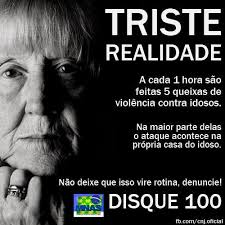 TRISTE
REALIDADE
A cada 1 hora são
feitas 5 queixas de
violência contra idosos.
Na maior parte delas
o ataque acontece na
própria casa do idoso.
Não deixe que isso vire rotina, denuncie!
MNAS
DISQUE 100
fb.com/cnj.oficial